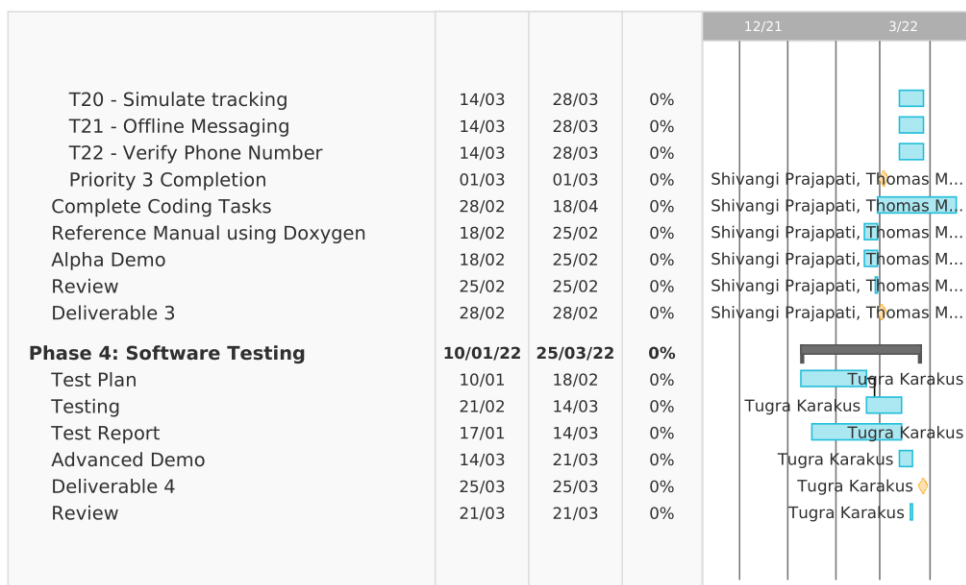 12/21 3/22
T20 - Simulate tracking 14/03 28/03 0%
T21 - Offline Messaging 14/03 28/03 0%
T22 - Verify Phone Number 14/03 28/03 0%
Priority 3 Completion 01/03 01/03 0% Shivangi Prajapati, Thomas M...
Complete Coding Tasks 28/02 18/04 0% Shivangi Prajapati, Thomas M...
Reference Manual using Doxygen 18/02 25/02 0% Shivangi Prajapati, Thomas M...
Alpha Demo 18/02 25/02 0% Shivangi Prajapati, Thomas M...
Review 25/02 25/02 0% Shivangi Prajapati, Thomas M...
Deliverable 3 28/02 28/02 0% Shivangi Prajapati, Thomas M...
Phase 4: Software Testing 10/01/22 25/03/22 0%
Test Plan 10/01 18/02 0% Tugra Karakus
Testing 21/02 14/03 0% Tugra Karakus
Test Report 17/01 14/03 0% Tugra Karakus
Advanced Demo 14/03 21/03 0% Tugra Karakus
Deliverable 4 25/03 25/03 0% Tugra Karakus
Review 21/03 21/03 0% Tugra Karakus